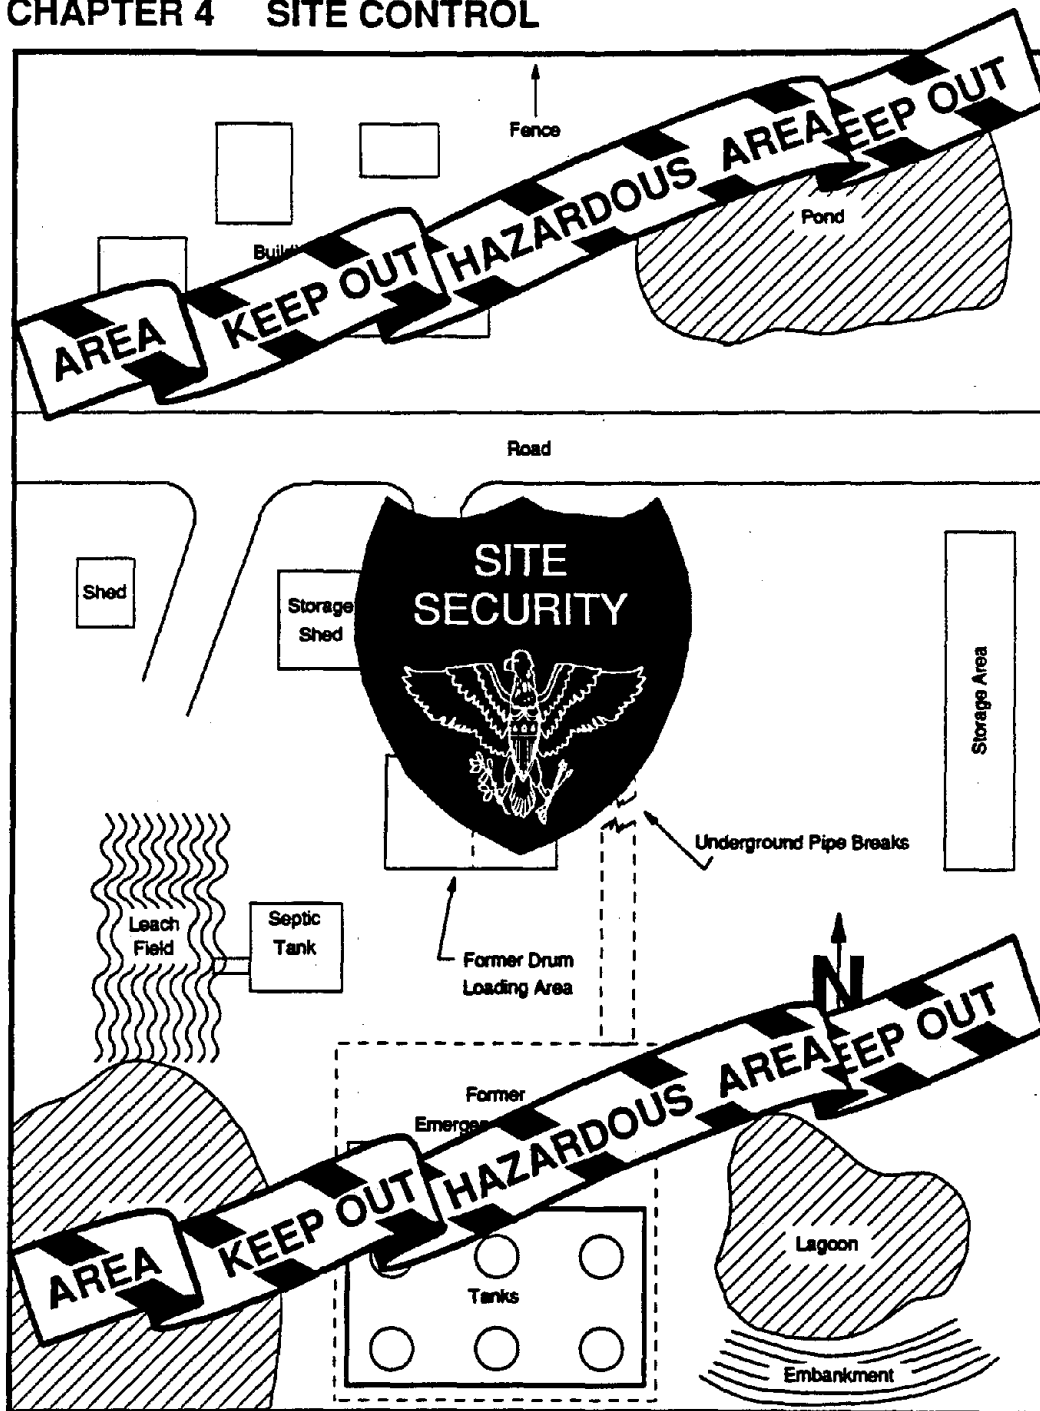 CHAPTER 4 SITE CONTROL
Fence
AREA KEEP OUT HAZARDOUS AREA EEP OUT
Pond
Road
SITE
SECURITY
Shed
Storage
Shed
Storage Area
Underground Pipe Breaks
Leach
Field
Septic
Tank
Former Drum
Loading Area
N
AREA KEEP OUT HAZARDOUS AREA EEP OUT
Former
Lagoon
Tanks
Embankment